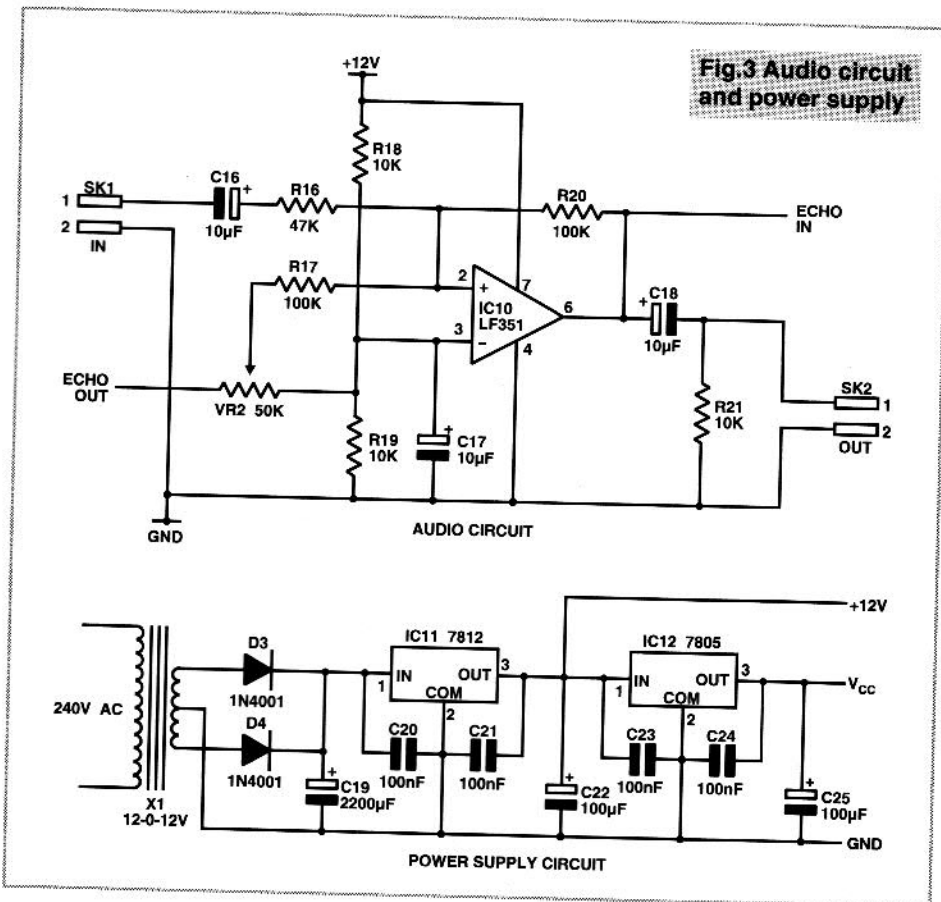 Fig.3 Audio circuit
and power supply
+12V
R18
10K
C16
+
10µF
R16
47K
R20
100K
ECHO
IN
SK1
1
2
IN
R17
100K
2
+
7
IC10
LF351
6
3
−
4
+
C18
10µF
ECHO
OUT
VR2 50K
R19
10K
+
C17
10µF
R21
10K
SK2
1
2
OUT
GND
AUDIO CIRCUIT
+12V
240V AC
X1
12-0-12V
D3
1N4001
D4
1N4001
+
C19
2200µF
IC11 7812
1
IN
OUT
3
COM
2
C20
100nF
C21
100nF
+
C22
100µF
IC12 7805
1
IN
OUT
3
COM
2
C23
100nF
C24
100nF
VCC
+
C25
100µF
GND
POWER SUPPLY CIRCUIT